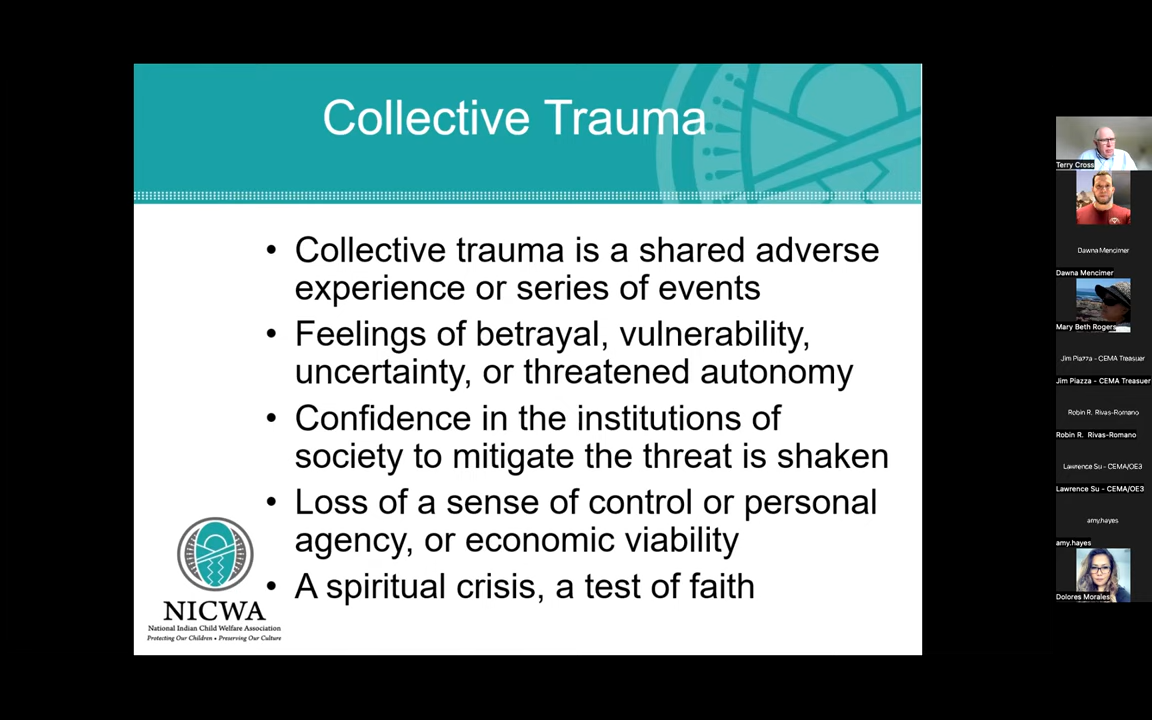 Collective Trauma
• Collective trauma is a shared adverse
experience or series of events
• Feelings of betrayal, vulnerability,
uncertainty, or threatened autonomy
• Confidence in the institutions of
society to mitigate the threat is shaken
• Loss of a sense of control or personal
agency, or economic viability
• A spiritual crisis, a test of faith
NICWA
National Indian Child Welfare Association
Protecting Our Children • Preserving Our Culture
Terry Cross
Dawna Mencimer
Dawna Mencimer
Mary Beth Rogers
Jim Piazza - CEMA Treasuer
Jim Piazza - CEMA Treasuer
Robin R. Rivas-Romano
Robin R. Rivas-Romano
Lawrence Su - CEMA/OE3
Lawrence Su - CEMA/OE3
amy.hayes
amy.hayes
Dolores Morales